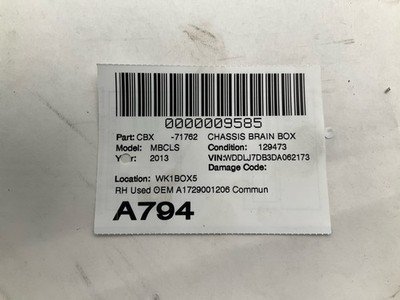 0000009585
Part: CBX -71762 CHASSIS BRAIN BOX
Model: MBCLS Condition: 129473
Year: 2013 VIN:WDDLJ7DB3DA062173
Damage Code:
Location: WK1BOX5
RH Used OEM A1729001206 Commun
A794